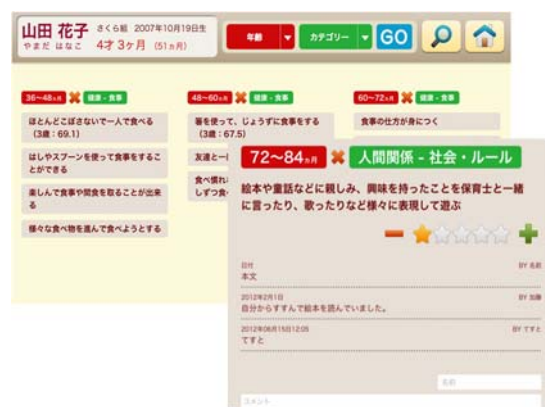 山田 花子 さくら組 2007年10月19日生
やまだ はなこ 4才 3ヶ月 (51ヵ月)
年齢 カテゴリー GO
36〜48ヵ月 健康 - 食事
ほとんどこぼさないで一人で食べる
(3歳：69.1)
はしやスプーンを使って食事をするこ
とができる
楽しんで食事や間食を取ることが出来
る
様々な食べ物を進んで食べようとする
48〜60ヵ月 健康 - 食事
箸を使って、じょうずに食事をする
(3歳：67.5)
友達と一
食べ慣れ
しずつ食
60〜72ヵ月 健康 - 食事
食事の仕方が身につく
72〜84ヵ月 人間関係 - 社会・ルール
絵本や童話などに親しみ、興味を持ったことを保育士と一緒
に言ったり、歌ったりなど様々に表現して遊ぶ
日付 BY 名前
本文
2012年2月1日 BY 加藤
自分からすすんで絵本を読んでいました。
2012年06月15日12:05 BY てすと
てすと
名前
コメント